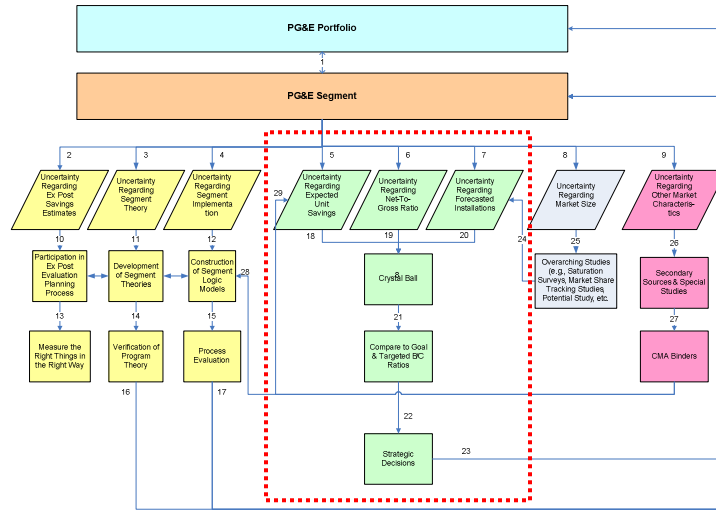 PG&E Portfolio
1
PG&E Segment
2
3
4
5
6
7
8
9
Uncertainty
Regarding
Ex Post
Savings
Estimates
Uncertainty
Regarding
Segment
Theory
Uncertainty
Regarding
Segment
Implementa
tion
29
Uncertainty
Regarding
Expected
Unit
Savings
Uncertainty
Regarding
Net-To-
Gross Ratio
Uncertainty
Regarding
Forecasted
Installations
Uncertainty
Regarding
Market Size
Uncertainty
Regarding
Other Market
Characteris-
tics
10
11
12
18
19
20
24
25
26
Participation in
Ex Post
Evaluation
Planning
Process
Development
of Segment
Theories
Construction
of Segment
Logic
Models
28
8
Crystal Ball
Overarching Studies
(e.g., Saturation
Surveys, Market Share
Tracking Studies,
Potential Study, etc.
Secondary
Sources & Special
Studies
13
14
15
21
27
Measure the
Right Things in
the Right Way
Verification of
Program
Theory
Process
Evaluation
Compare to Goal
& Targeted B/C
Ratios
CMA Binders
16
17
22
Strategic
Decisions
23